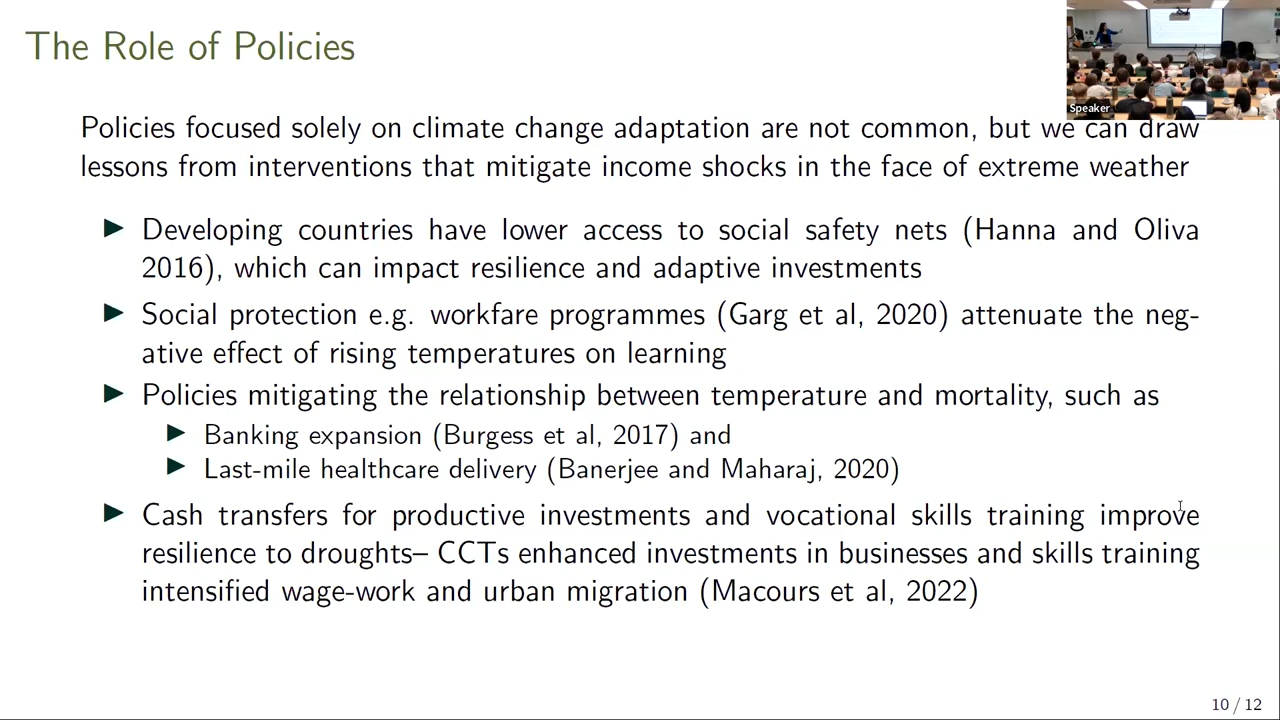 The Role of Policies
Speaker
Policies focused solely on climate change adaptation are not common, but we can draw
lessons from interventions that mitigate income shocks in the face of extreme weather
Developing countries have lower access to social safety nets (Hanna and Oliva
2016), which can impact resilience and adaptive investments
Social protection e.g. workfare programmes (Garg et al, 2020) attenuate the neg-
ative effect of rising temperatures on learning
Policies mitigating the relationship between temperature and mortality, such as
Banking expansion (Burgess et al, 2017) and
Last-mile healthcare delivery (Banerjee and Maharaj, 2020)
Cash transfers for productive investments and vocational skills training improve
resilience to droughts– CCTs enhanced investments in businesses and skills training
intensified wage-work and urban migration (Macours et al, 2022)
10 / 12